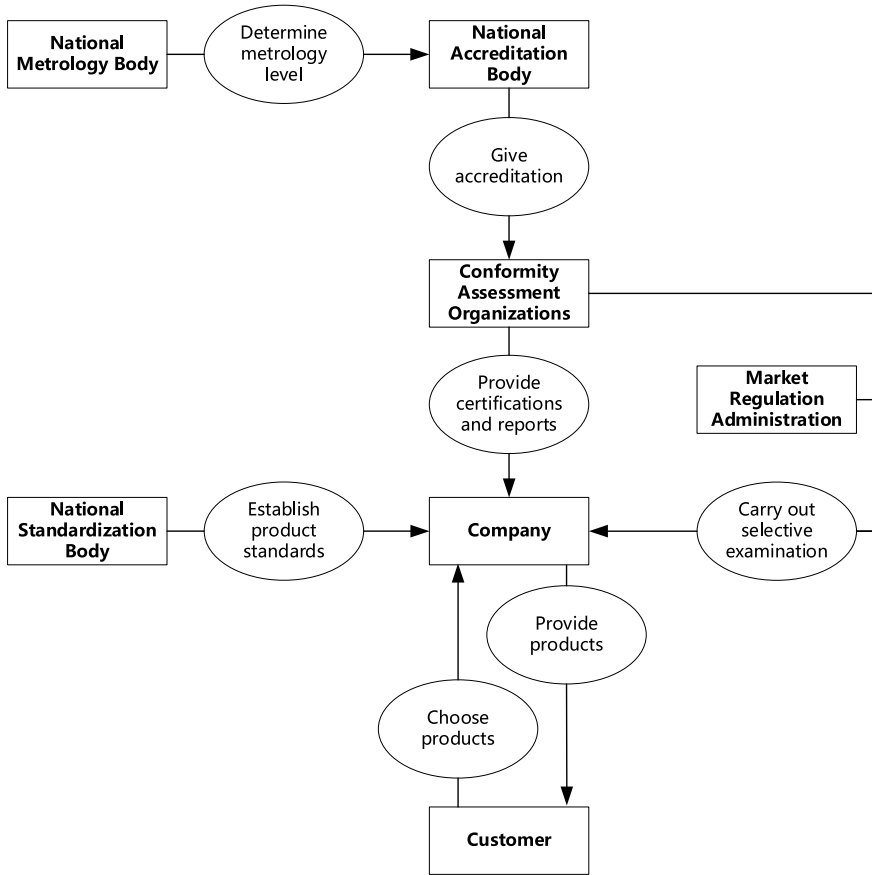 National
Metrology Body
Determine
metrology
level
National
Accreditation
Body
Give
accreditation
Conformity
Assessment
Organizations
Provide
certifications
and reports
Market
Regulation
Administration
National
Standardization
Body
Establish
product
standards
Company
Carry out
selective
examination
Provide
products
Choose
products
Customer